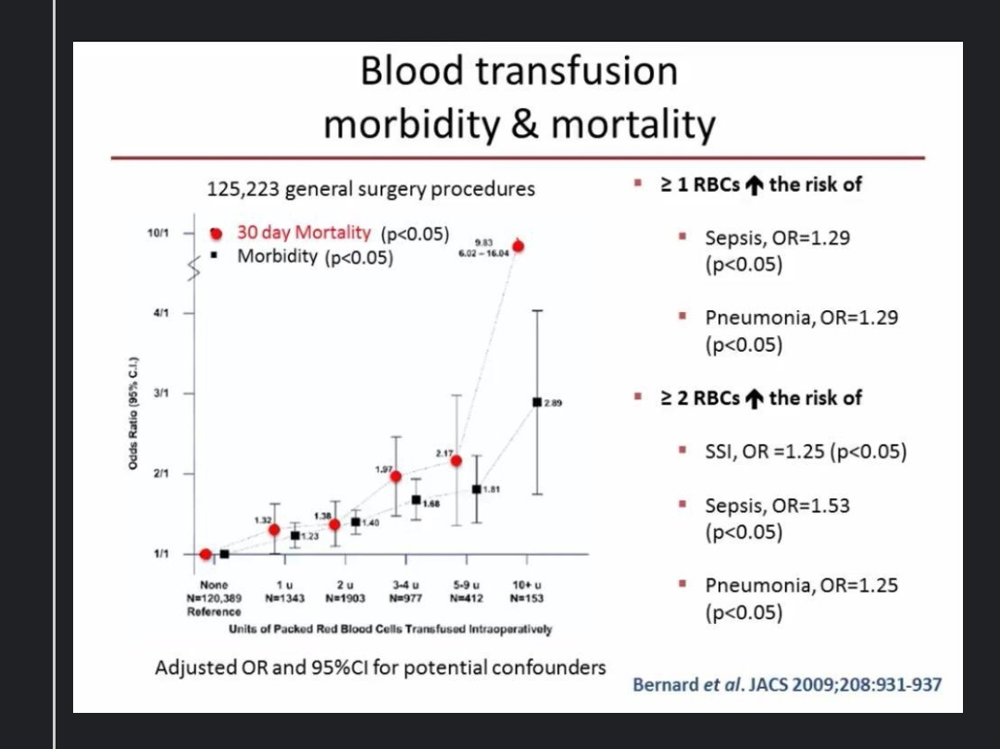 Blood transfusion
morbidity & mortality
125,223 general surgery procedures
10/1
30 day Mortality (p<0.05)
Morbidity (p<0.05)
9.83
6.02 – 16.04
4/1
3/1
2/1
1/1
Odds Ratio (95% C.I.)
1.32
1.23
1.38
1.40
1.97
1.68
2.17
1.81
2.89
None
N=120,389
Reference
1 u
N=1343
2 u
N=1903
3-4 u
N=977
5-9 u
N=412
10+ u
N=153
Units of Packed Red Blood Cells Transfused Intraoperatively
Adjusted OR and 95%CI for potential confounders
▪ ≥ 1 RBCs ↑ the risk of
▪ Sepsis, OR=1.29
(p<0.05)
▪ Pneumonia, OR=1.29
(p<0.05)
▪ ≥ 2 RBCs ↑ the risk of
▪ SSI, OR =1.25 (p<0.05)
▪ Sepsis, OR=1.53
(p<0.05)
▪ Pneumonia, OR=1.25
(p<0.05)
Bernard et al. JACS 2009;208:931-937